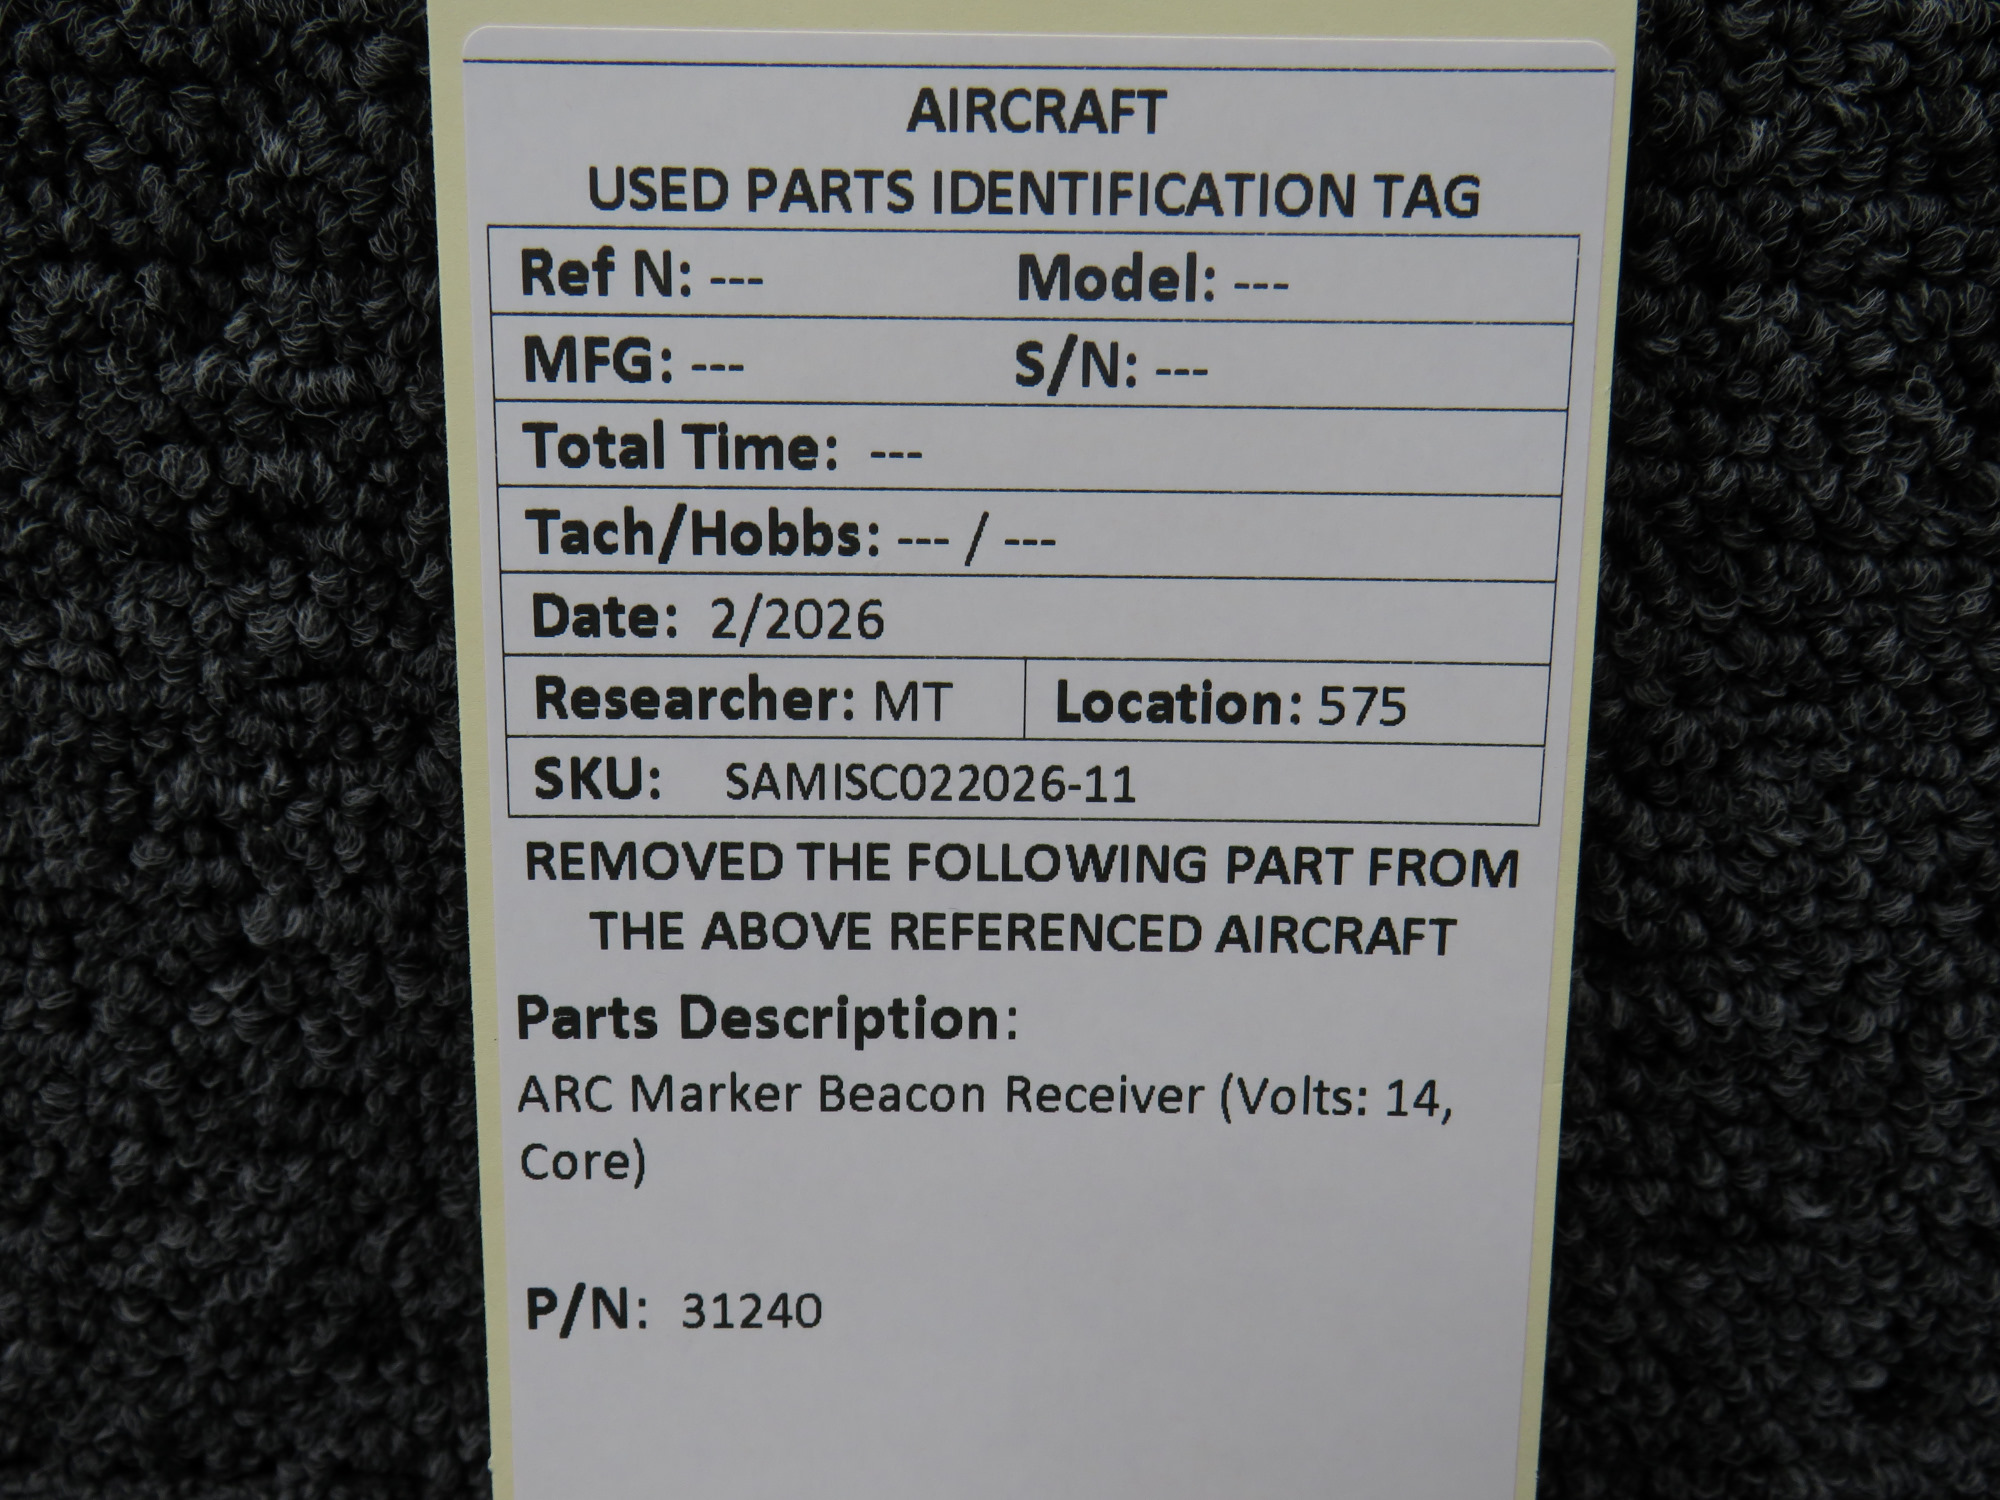 AIRCRAFT
USED PARTS IDENTIFICATION TAG
Ref N: --- Model: ---
MFG: --- S/N: ---
Total Time: ---
Tach/Hobbs: --- / ---
Date: 2/2026
Researcher: MT Location: 575
SKU: SAMISC022026-11
REMOVED THE FOLLOWING PART FROM
THE ABOVE REFERENCED AIRCRAFT
Parts Description:
ARC Marker Beacon Receiver (Volts: 14,
Core)
P/N: 31240